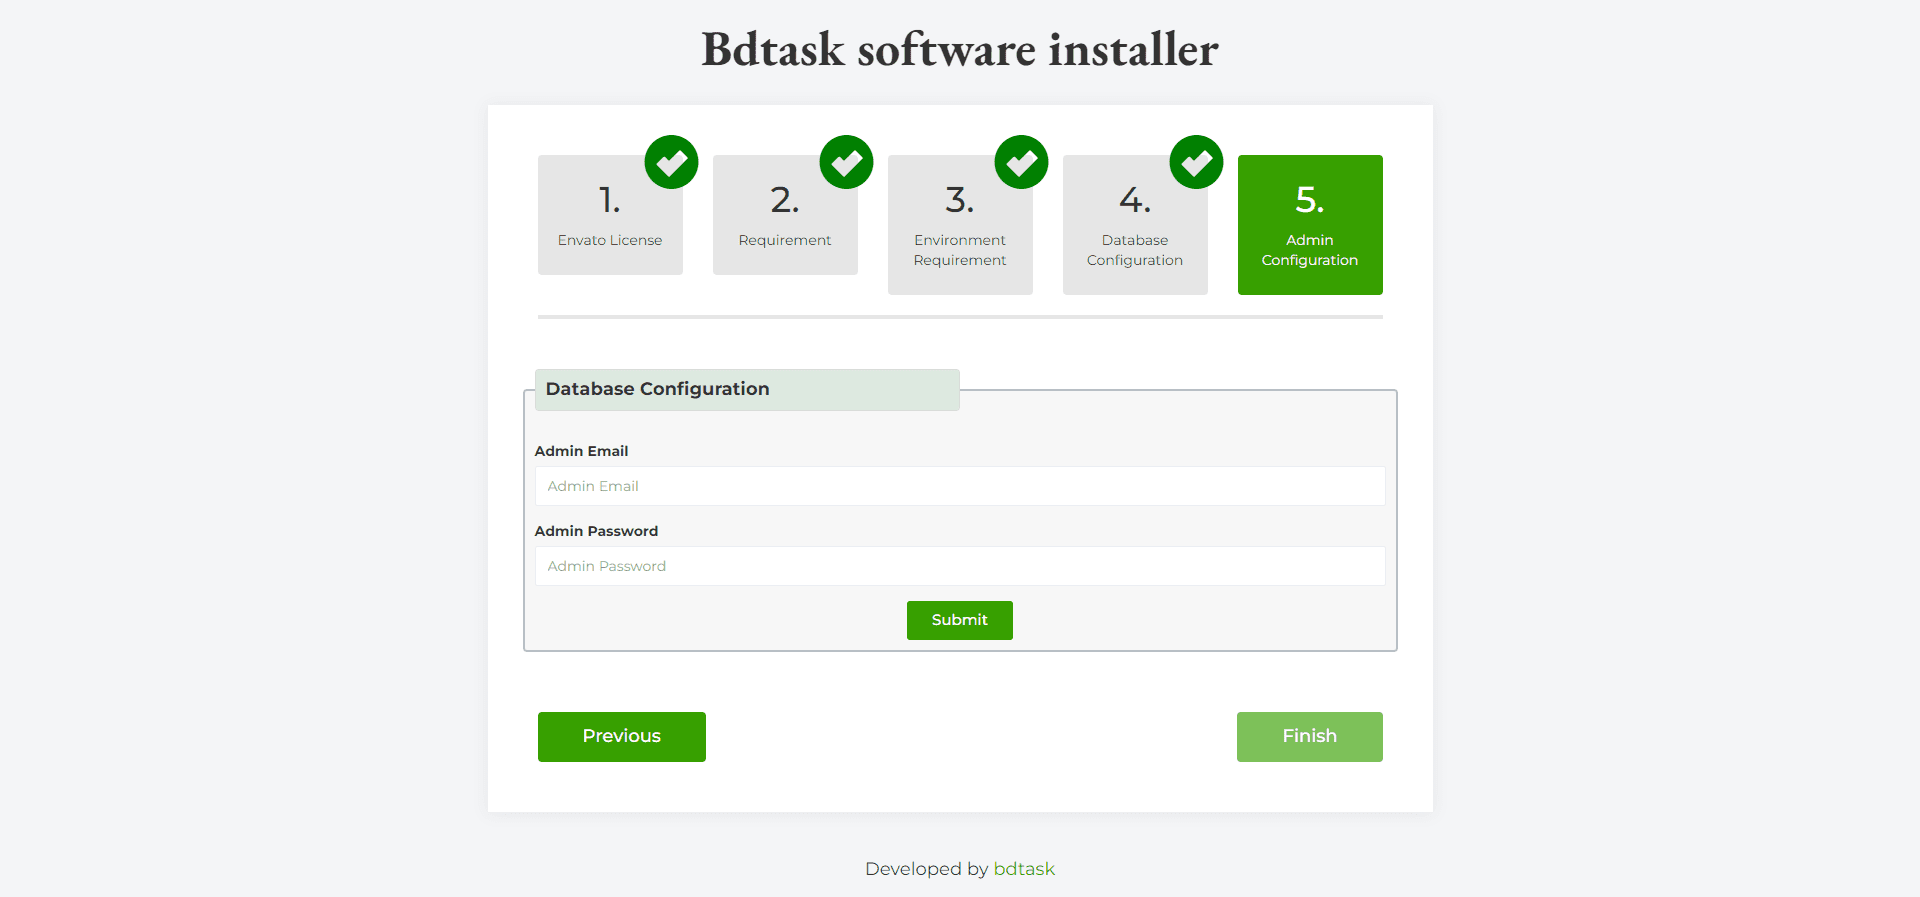 Bdtask software installer
1.
Envato License
2.
Requirement
3.
Environment
Requirement
4.
Database
Configuration
5.
Admin
Configuration
Database Configuration
Admin Email
Admin Email
Admin Password
Admin Password
Submit
Previous
Finish
Developed by bdtask